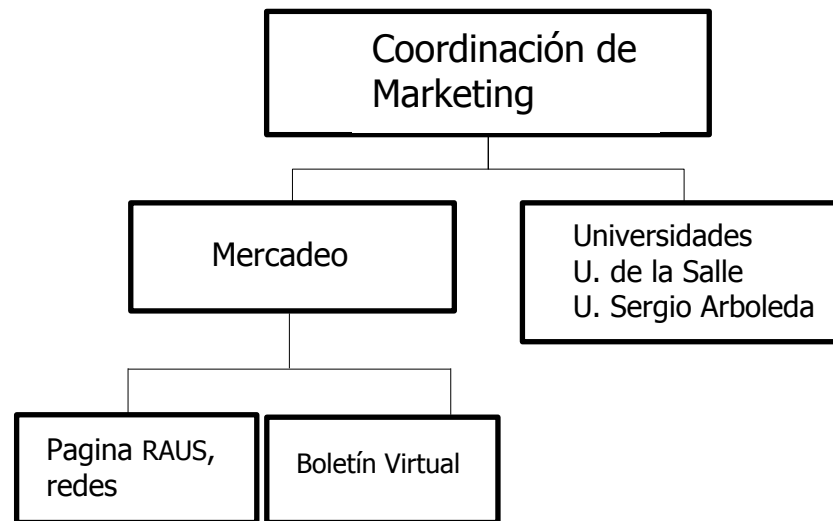 Coordinación de
Marketing
Mercadeo
Universidades
U. de la Salle
U. Sergio Arboleda
Pagina RAUS,
redes
Boletín Virtual